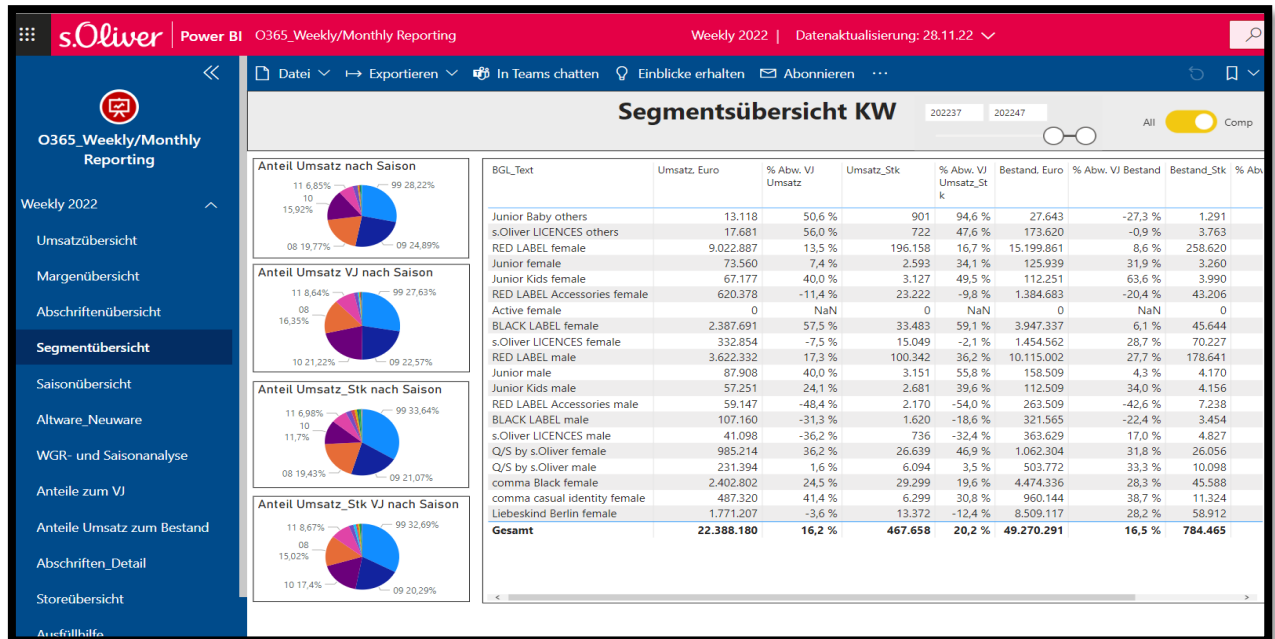 s.Oliver Power BI O365_Weekly/Monthly Reporting Weekly 2022 | Datenaktualisierung: 28.11.22
Datei Exportieren In Teams chatten Einblicke erhalten Abonnieren ...
O365_Weekly/Monthly
Reporting
Weekly 2022
Umsatzübersicht
Margenübersicht
Abschriftenübersicht
Segmentübersicht
Saisonübersicht
Altware_Neuware
WGR- und Saisonanalyse
Anteile zum VJ
Anteile Umsatz zum Bestand
Abschriften_Detail
Storeübersicht
Ausfüllhilfe
Segmentsübersicht KW
202237 202247
All Comp
Anteil Umsatz nach Saison
11 6,85%
99 28,22%
10
15,92%
08 19,77%
09 24,89%
Anteil Umsatz VJ nach Saison
11 8,64%
99 27,63%
08
16,35%
10 21,22%
09 22,57%
Anteil Umsatz_Stk nach Saison
11 6,98%
99 33,64%
10
11,7%
08 19,43%
09 21,07%
Anteil Umsatz_Stk VJ nach Saison
11 8,67%
99 32,69%
08
15,02%
10 17,4%
09 20,29%
BGL_Text Umsatz, Euro % Abw. VJ Umsatz_Stk % Abw. VJ Bestand, Euro % Abw. VJ Bestand Bestand_Stk % Abv
Umsatz Umsatz_St
k
Junior Baby others 13.118 50,6 % 901 94,6 % 27.643 -27,3 % 1.291
s.Oliver LICENCES others 17.681 56,0 % 722 47,6 % 173.620 -0,9 % 3.763
RED LABEL female 9.022.887 13,5 % 196.158 16,7 % 15.199.861 8,6 % 258.620
Junior female 73.560 7,4 % 2.593 34,1 % 125.939 31,9 % 3.260
Junior Kids female 67.177 40,0 % 3.127 49,5 % 112.251 63,6 % 3.990
RED LABEL Accessories female 620.378 -11,4 % 23.222 -9,8 % 1.384.683 -20,4 % 43.206
Active female 0 NaN 0 NaN 0 NaN 0
BLACK LABEL female 2.387.691 57,5 % 33.483 59,1 % 3.947.337 6,1 % 45.644
s.Oliver LICENCES female 332.854 -7,5 % 15.049 -2,1 % 1.454.562 28,7 % 70.227
RED LABEL male 3.622.332 17,3 % 100.342 36,2 % 10.115.002 27,7 % 178.641
Junior male 87.908 40,0 % 3.151 55,8 % 158.509 4,3 % 4.170
Junior Kids male 57.251 24,1 % 2.681 39,6 % 112.509 34,0 % 4.156
RED LABEL Accessories male 59.147 -48,4 % 2.170 -54,0 % 263.509 -42,6 % 7.238
BLACK LABEL male 107.160 -31,3 % 1.620 -18,6 % 321.565 -22,4 % 3.454
s.Oliver LICENCES male 41.098 -36,2 % 736 -32,4 % 363.629 17,0 % 4.827
Q/S by s.Oliver female 985.214 36,2 % 26.639 46,9 % 1.062.304 31,8 % 26.056
Q/S by s.Oliver male 231.394 1,6 % 6.094 3,5 % 503.772 33,3 % 10.098
comma Black female 2.402.802 24,5 % 29.299 19,6 % 4.474.336 28,3 % 45.588
comma casual identity female 487.320 41,4 % 6.299 30,8 % 960.144 38,7 % 11.324
Liebeskind Berlin female 1.771.207 -3,6 % 13.372 -12,4 % 8.509.117 28,2 % 58.912
Gesamt 22.388.180 16,2 % 467.658 20,2 % 49.270.291 16,5 % 784.465